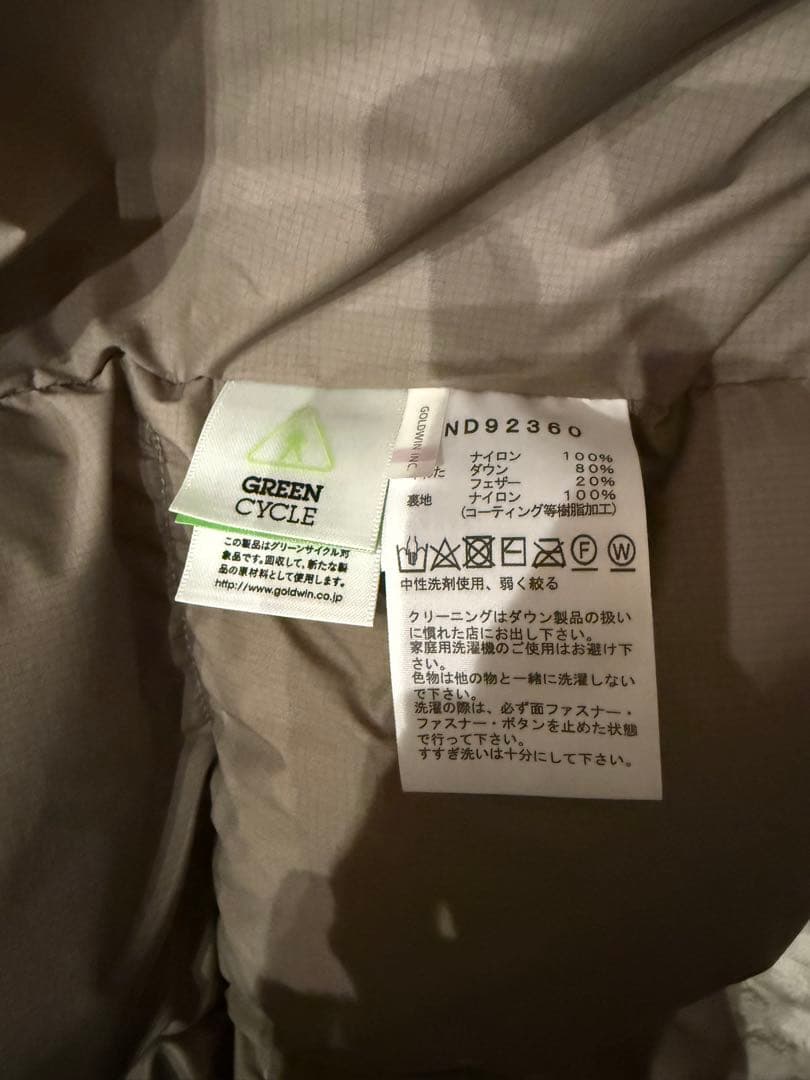 GREEN
CYCLE
この製品はグリーンサイクル対
象品です。回収して、新たな製
品の原材料として使用します。
http://www.goldwin.co.jp
GOLDWIN INC
ND92360
ナイロン 100%
ダウン 80%
フェザー 20%
裏地 ナイロン 100%
(コーティング等樹脂加工)
F W
中性洗剤使用、弱く絞る
クリーニングはダウン製品の扱い
に慣れた店にお出し下さい。
家庭用洗濯機のご使用はお避け下
さい。
色物は他の物と一緒に洗濯しない
で下さい。
洗濯の際は、必ず面ファスナー・
ファスナー・ボタンを止めた状態
で行って下さい。
すすぎ洗いは十分にして下さい。